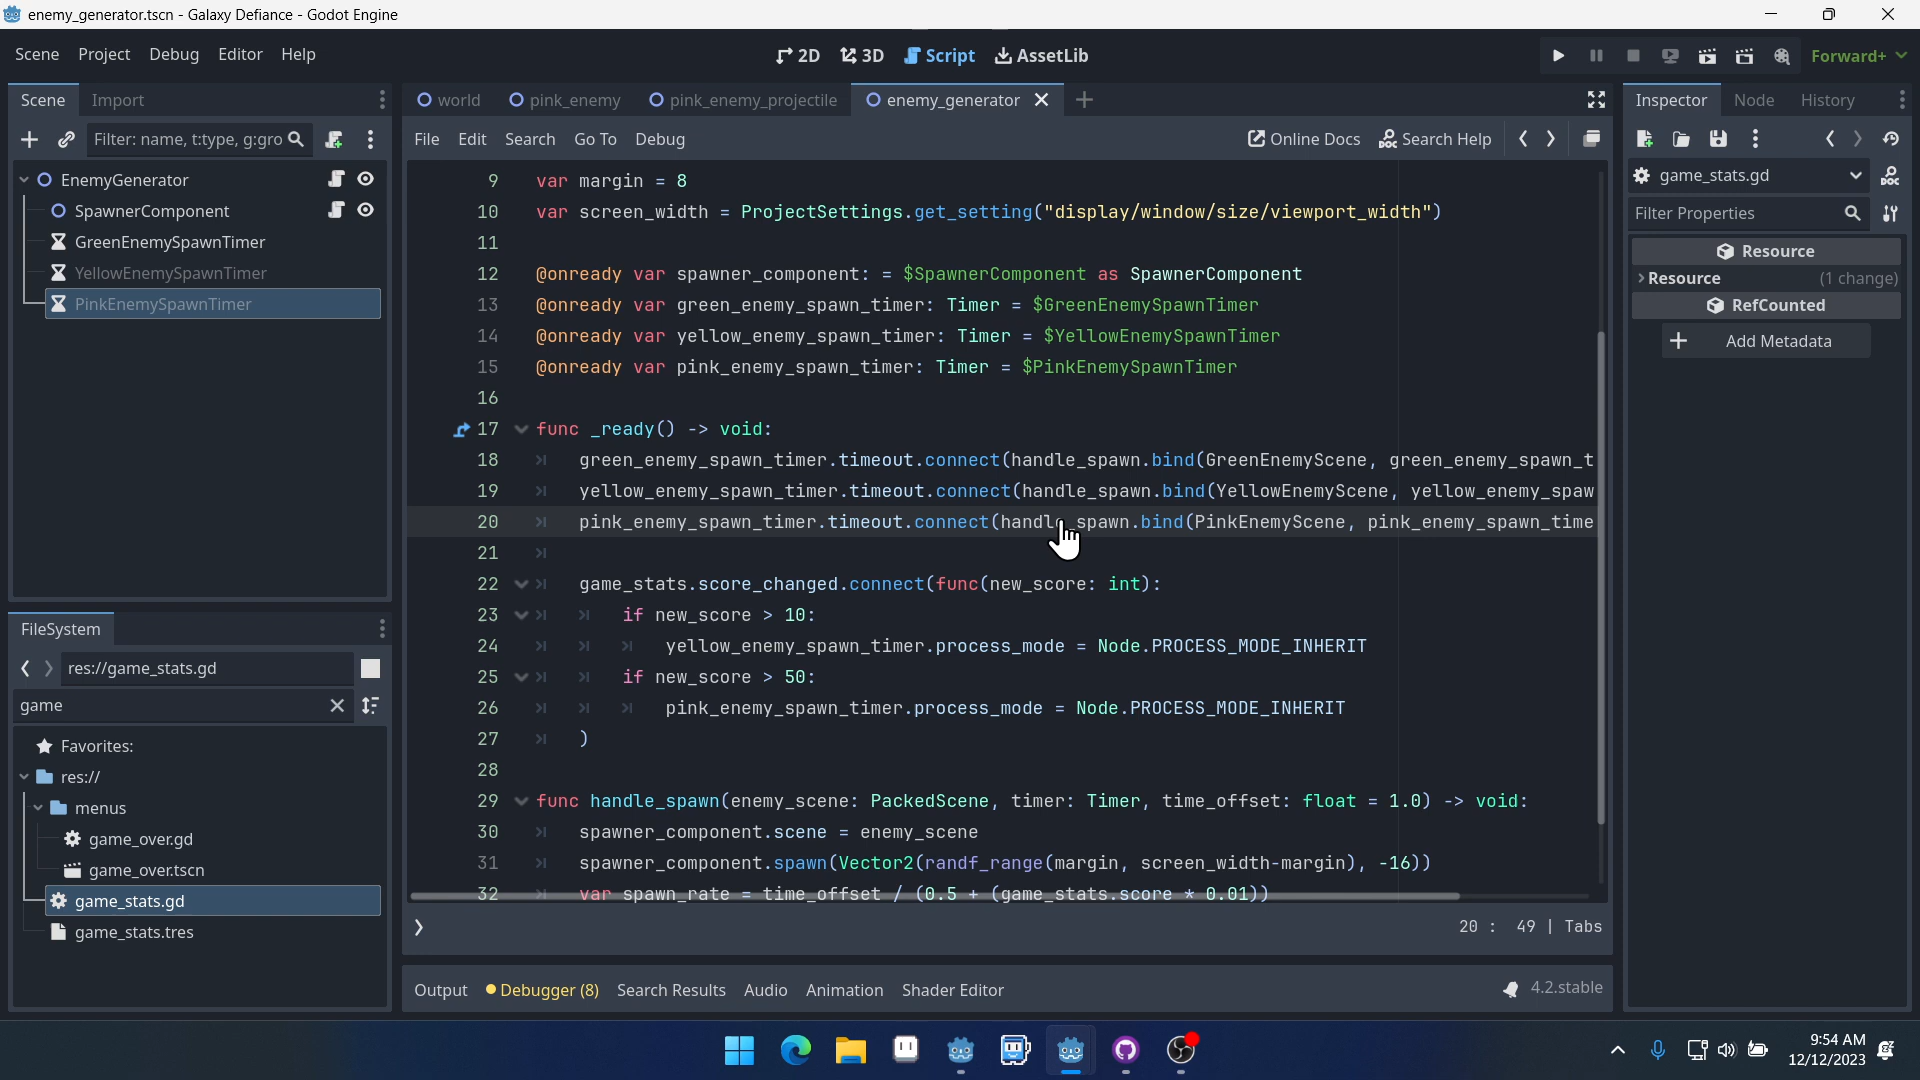 enemy_generator.tscn - Galaxy Defiance - Godot Engine
Scene Project Debug Editor Help
2D 3D Script AssetLib
Forward+
Scene Import
world pink_enemy pink_enemy_projectile enemy_generator
Inspector Node History
Filter: name, t:type, g:gro
File Edit Search Go To Debug
Online Docs Search Help
EnemyGenerator
SpawnerComponent
GreenEnemySpawnTimer
YellowEnemySpawnTimer
PinkEnemySpawnTimer
9 var margin = 8
10 var screen_width = ProjectSettings.get_setting("display/window/size/viewport_width")
11
12 @onready var spawner_component: = $SpawnerComponent as SpawnerComponent
13 @onready var green_enemy_spawn_timer: Timer = $GreenEnemySpawnTimer
14 @onready var yellow_enemy_spawn_timer: Timer = $YellowEnemySpawnTimer
15 @onready var pink_enemy_spawn_timer: Timer = $PinkEnemySpawnTimer
16
17 func _ready() -> void:
18 green_enemy_spawn_timer.timeout.connect(handle_spawn.bind(GreenEnemyScene, green_enemy_spawn_t
19 yellow_enemy_spawn_timer.timeout.connect(handle_spawn.bind(YellowEnemyScene, yellow_enemy_spaw
20 pink_enemy_spawn_timer.timeout.connect(handle_spawn.bind(PinkEnemyScene, pink_enemy_spawn_time
21
22 game_stats.score_changed.connect(func(new_score: int):
23 if new_score > 10:
24 yellow_enemy_spawn_timer.process_mode = Node.PROCESS_MODE_INHERIT
25 if new_score > 50:
26 pink_enemy_spawn_timer.process_mode = Node.PROCESS_MODE_INHERIT
27 )
28
29 func handle_spawn(enemy_scene: PackedScene, timer: Timer, time_offset: float = 1.0) -> void:
30 spawner_component.scene = enemy_scene
31 spawner_component.spawn(Vector2(randf_range(margin, screen_width-margin), -16))
32 var spawn_rate = time_offset / (0.5 + (game_stats.score * 0.01))
20 : 49 | Tabs
game_stats.gd
DOC
Filter Properties
Resource
Resource (1 change)
RefCounted
Add Metadata
FileSystem
res://game_stats.gd
game
Favorites:
res://
menus
game_over.gd
game_over.tscn
game_stats.gd
game_stats.tres
Output Debugger (8) Search Results Audio Animation Shader Editor
4.2.stable
9:54 AM
12/12/2023